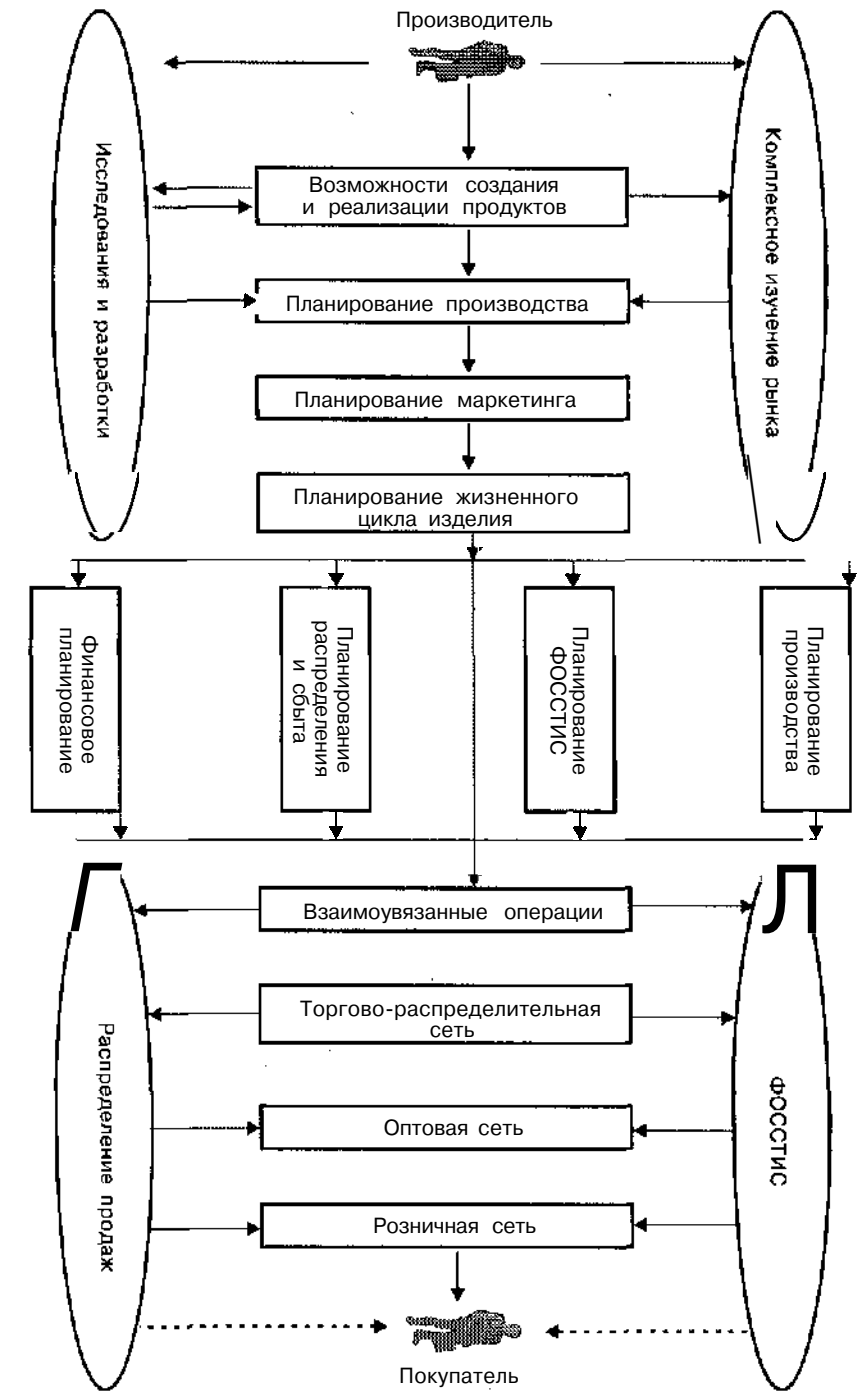 Производитель
Исследования и разработки
Комплексное изучение рынка
Возможности создания
и реализации продуктов
Планирование производства
Планирование маркетинга
Планирование жизненного
цикла изделия
Финансовое
планирование
Планирование
распределения
и сбыта
Планирование
ФОССТИС
Планирование
производства
Г
Л
Взаимоувязанные операции
Торгово-распределительная
сеть
Распределение продаж
ФОССТИС
Оптовая сеть
Розничная сеть
Покупатель